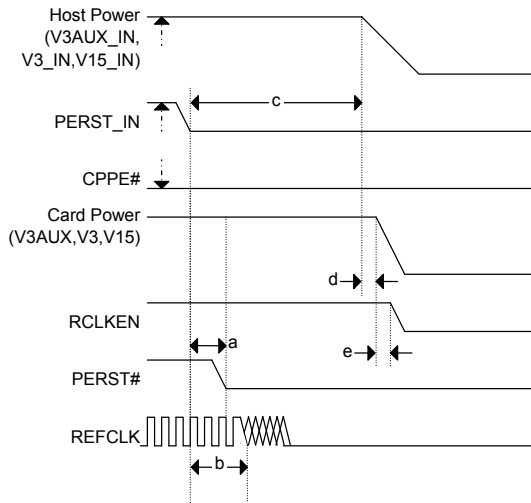 Host Power
(V3AUX_IN,
V3_IN,V15_IN)
c
PERST_IN
CPPE#
Card Power
(V3AUX,V3,V15)
d
RCLKEN
a
e
PERST#
REFCLK
b